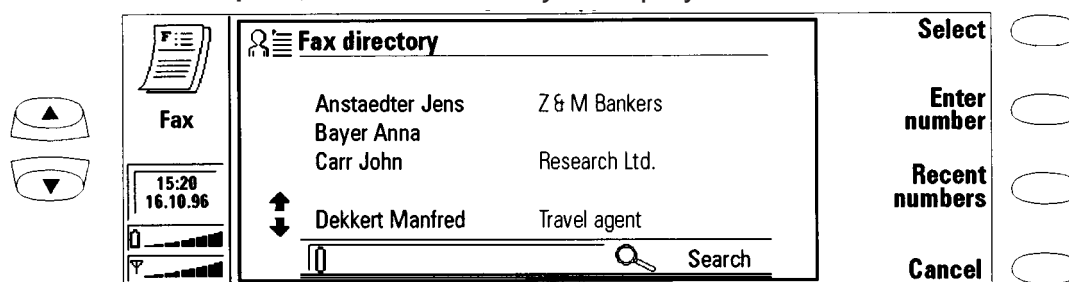 Fax directory
Select
Anstaedter Jens Z & M Bankers
Enter number
Fax
Bayer Anna
Carr John Research Ltd.
15:20
16.10.96
Recent numbers
Dekkert Manfred Travel agent
Search
Cancel